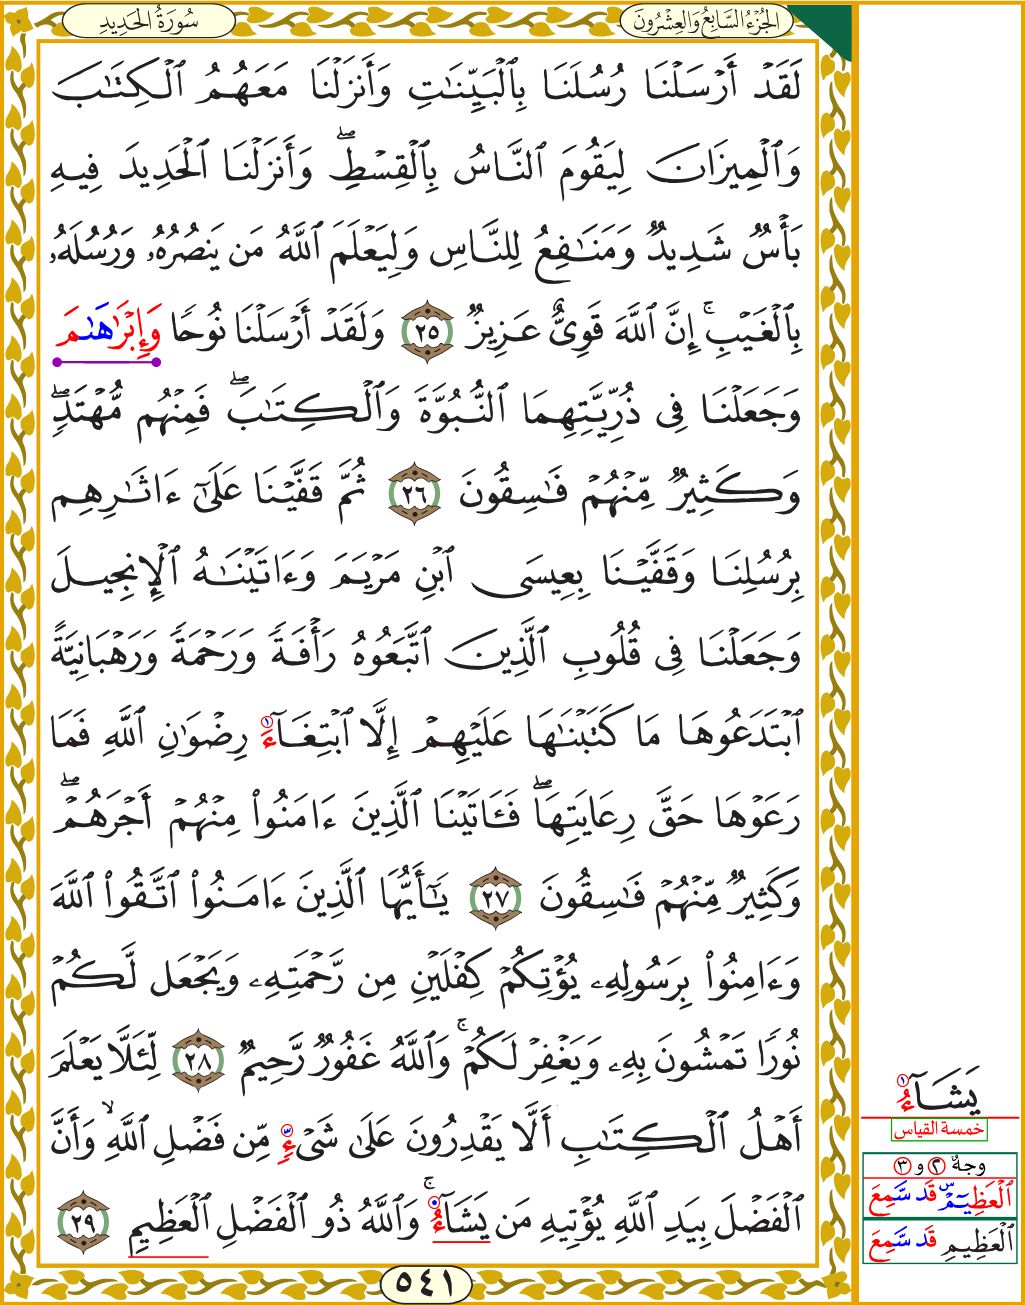 الجُزْءُ السَّابِعُ وَالعِشْرُونَ
سُورَةُ الحَدِيدِ
لَقَدۡ أَرۡسَلۡنَا رُسُلَنَا بِٱلۡبَيِّنَٰتِ وَأَنزَلۡنَا مَعَهُمُ ٱلۡكِتَٰبَ
وَٱلۡمِيزَانَ لِيَقُومَ ٱلنَّاسُ بِٱلۡقِسۡطِۖ وَأَنزَلۡنَا ٱلۡحَدِيدَ فِيهِ
بَأۡسٞ شَدِيدٞ وَمَنَٰفِعُ لِلنَّاسِ وَلِيَعۡلَمَ ٱللَّهُ مَن يَنصُرُهُۥ وَرُسُلَهُۥ
بِٱلۡغَيۡبِۚ إِنَّ ٱللَّهَ قَوِيٌّ عَزِيزٞ ٢٥ وَلَقَدۡ أَرۡسَلۡنَا نُوحٗا وَإِبۡرَٰهَٰمَ
وَجَعَلۡنَا فِي ذُرِّيَّتِهِمَا ٱلنُّبُوَّةَ وَٱلۡكِتَٰبَۖ فَمِنۡهُم مُّهۡتَدٖۖ
وَكَثِيرٞ مِّنۡهُمۡ فَٰسِقُونَ ٢٦ ثُمَّ قَفَّيۡنَا عَلَىٰٓ ءَاثَٰرِهِم
بِرُسُلِنَا وَقَفَّيۡنَا بِعِيسَى ٱبۡنِ مَرۡيَمَ وَءَاتَيۡنَٰهُ ٱلۡإِنجِيلَ
وَجَعَلۡنَا فِي قُلُوبِ ٱلَّذِينَ ٱتَّبَعُوهُ رَأۡفَةٗ وَرَحۡمَةٗ وَرَهۡبَانِيَّةً
ٱبۡتَدَعُوهَا مَا كَتَبۡنَٰهَا عَلَيۡهِمۡ إِلَّا ٱبۡتِغَآءَ رِضۡوَٰنِ ٱللَّهِ فَمَا
رَعَوۡهَا حَقَّ رِعَايَتِهَاۖ فَـَٔاتَيۡنَا ٱلَّذِينَ ءَامَنُواْ مِنۡهُمۡ أَجۡرَهُمۡۖ
وَكَثِيرٞ مِّنۡهُمۡ فَٰسِقُونَ ٢٧ يَٰٓأَيُّهَا ٱلَّذِينَ ءَامَنُواْ ٱتَّقُواْ ٱللَّهَ
وَءَامِنُواْ بِرَسُولِهِۦ يُؤۡتِكُمۡ كِفۡلَيۡنِ مِن رَّحۡمَتِهِۦ وَيَجۡعَل لَّكُمۡ
نُورٗا تَمۡشُونَ بِهِۦ وَيَغۡفِرۡ لَكُمۡۚ وَٱللَّهُ غَفُورٞ رَّحِيمٞ ٢٨ لِّئَلَّا يَعۡلَمَ
أَهۡلُ ٱلۡكِتَٰبِ أَلَّا يَقۡدِرُونَ عَلَىٰ شَيۡءٖ مِّن فَضۡلِ ٱللَّهِ وَأَنَّ
ٱلۡفَضۡلَ بِيَدِ ٱللَّهِ يُؤۡتِيهِ مَن يَشَآءُۚ وَٱللَّهُ ذُو ٱلۡفَضۡلِ ٱلۡعَظِيمِ ٢٩
يَشَآءُ
خمسة القياس
وجهٌ ٢ و ٣
ٱلۡعَظِيم قَد سَّمِعَ
ٱلۡعَظِيمِ قَد سَّمِعَ
٥٤١